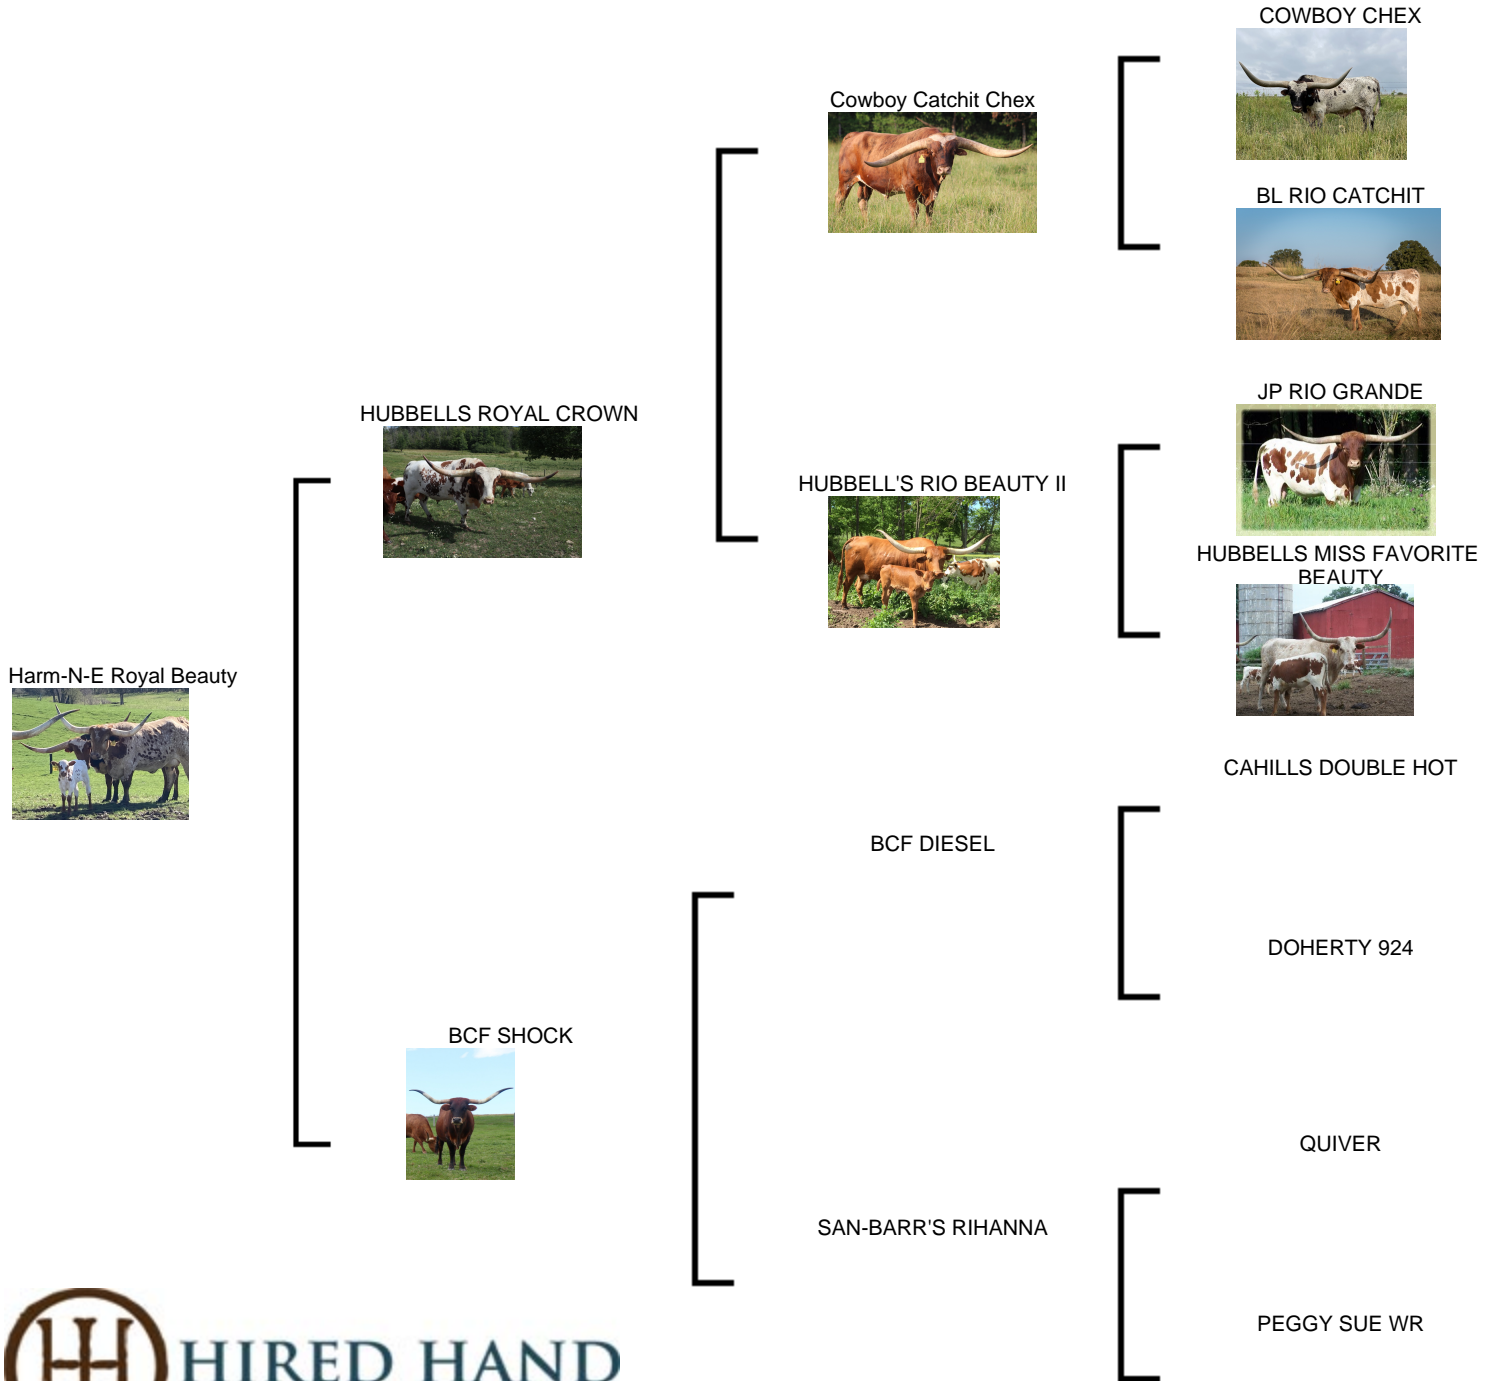 COWBOY CHEX
Cowboy Catchit Chex
BL RIO CATCHIT
JP RIO GRANDE
HUBBELLS ROYAL CROWN
HUBBELL'S RIO BEAUTY II
HUBBELLS MISS FAVORITE
BEAUTY
Harm-N-E Royal Beauty
CAHILLS DOUBLE HOT
BCF DIESEL
DOHERTY 924
BCF SHOCK
QUIVER
SAN-BARR'S RIHANNA
PEGGY SUE WR
HIRED HAND